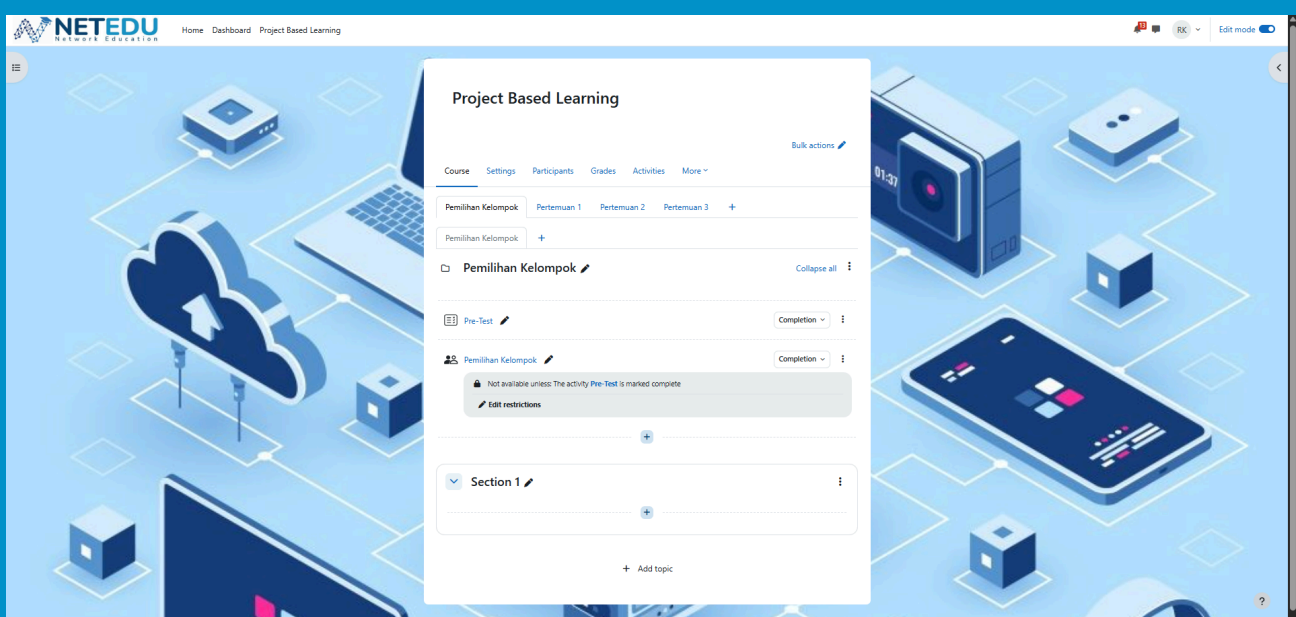 NETEDU
Network Education
Home Dashboard Project Based Learning
13
RK
Edit mode
Project Based Learning
Bulk actions
Course Settings Participants Grades Activities More
Pemilihan Kelompok Pertemuan 1 Pertemuan 2 Pertemuan 3 +
Pemilihan Kelompok +
Pemilihan Kelompok
Collapse all
Pre-Test
Completion
Pemilihan Kelompok
Completion
Not available unless: The activity Pre-Test is marked complete
Edit restrictions
+
Section 1
+
+ Add topic
01:37
?